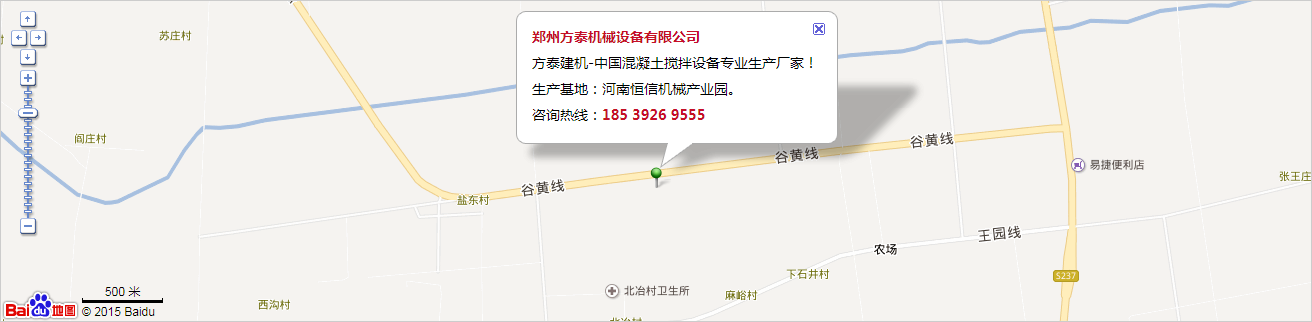 苏庄村
郑州方泰机械设备有限公司
方泰建机-中国混凝土搅拌设备专业生产厂家！
生产基地：河南恒信机械产业园。
咨询热线：185 3926 9555
阎庄村
谷黄线
谷黄线
谷黄线
易捷便利店
张王庄
盐东村
王园线
农场
下石井村
S237
500 米
北冶村卫生所
麻峪村
西沟村
Baidu地图
© 2015 Baidu